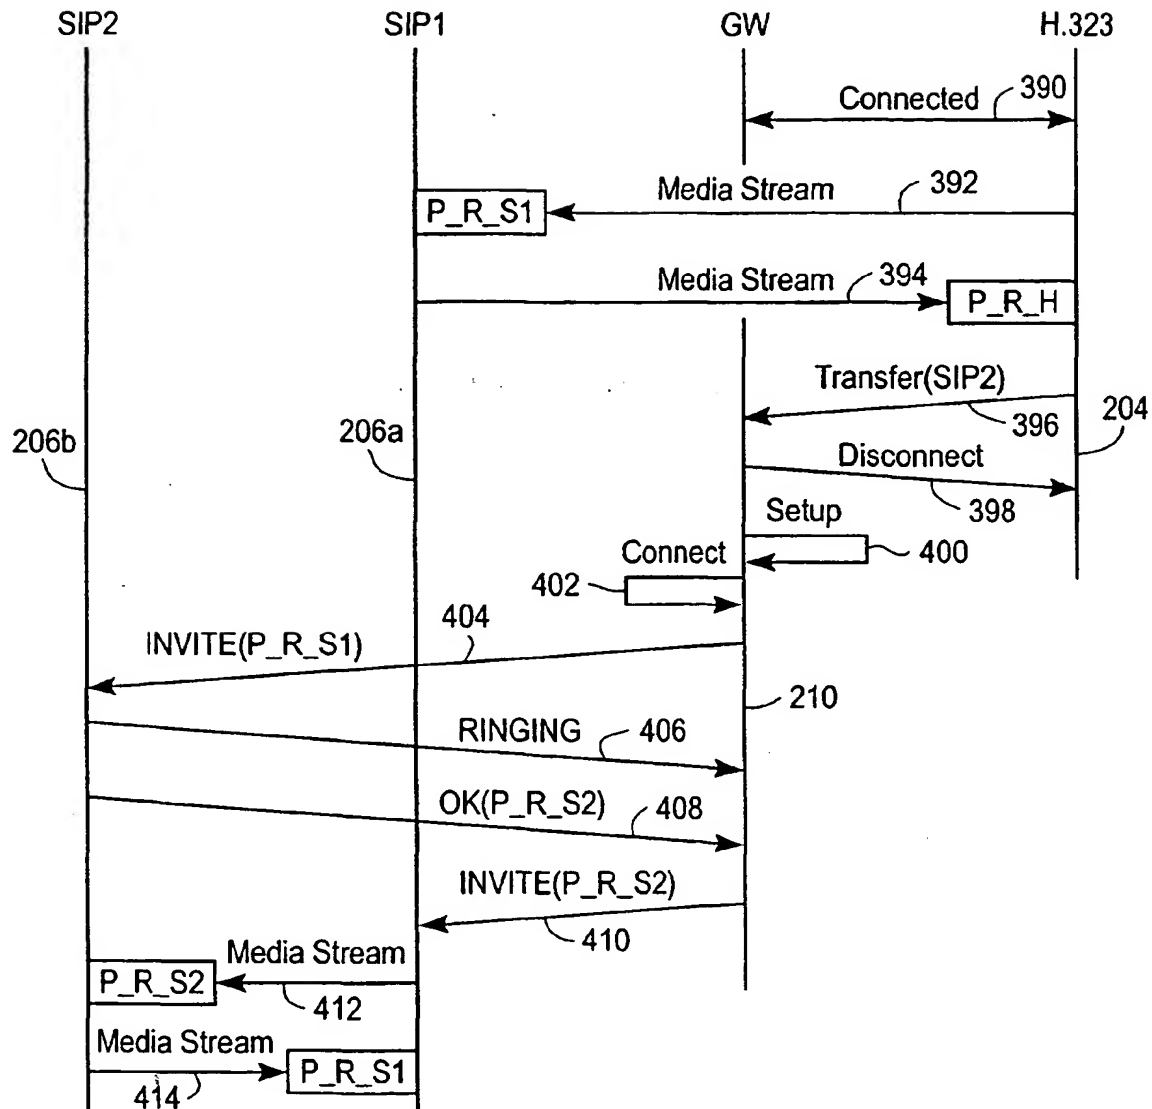 SIP2
SIP1
GW
H.323
Connected
390
Media Stream
392
P_R_S1
Media Stream
394
P_R_H
Transfer(SIP2)
396
204
206b
206a
Disconnect
398
Setup
400
Connect
402
404
INVITE(P_R_S1)
210
RINGING
406
OK(P_R_S2)
408
INVITE(P_R_S2)
410
Media Stream
P_R_S2
412
Media Stream
P_R_S1
414